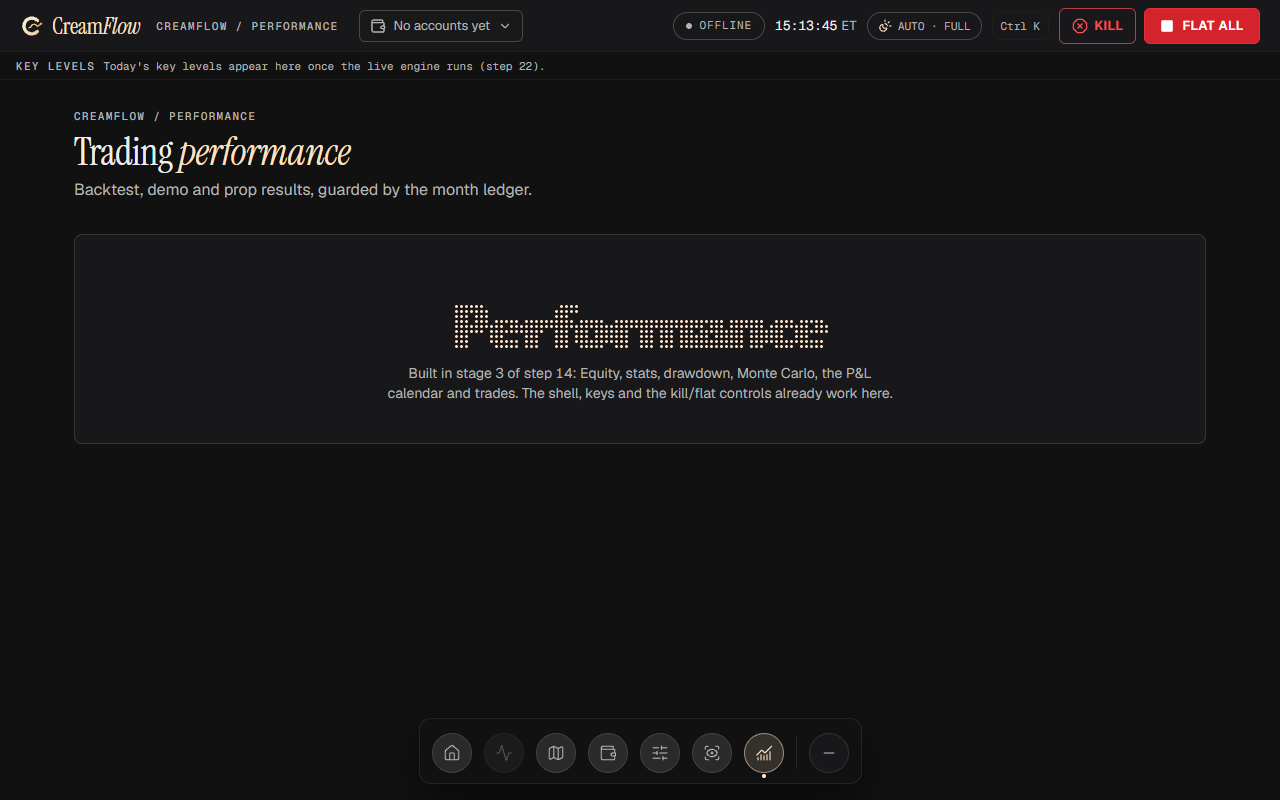 CreamFlow CREAMFLOW / PERFORMANCE No accounts yet OFFLINE 15:13:45 ET AUTO · FULL Ctrl K KILL FLAT ALL
KEY LEVELS Today's key levels appear here once the live engine runs (step 22).
CREAMFLOW / PERFORMANCE
Trading performance
Backtest, demo and prop results, guarded by the month ledger.
Performance
Built in stage 3 of step 14: Equity, stats, drawdown, Monte Carlo, the P&L
calendar and trades. The shell, keys and the kill/flat controls already work here.